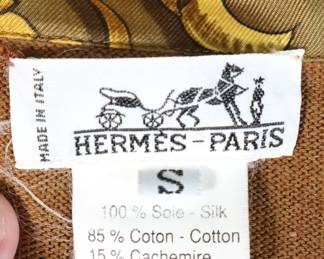 MADE IN ITALY
HERMÈS-PARIS
S
100 % Soie - Silk
85 % Coton - Cotton
15 % Cachemire